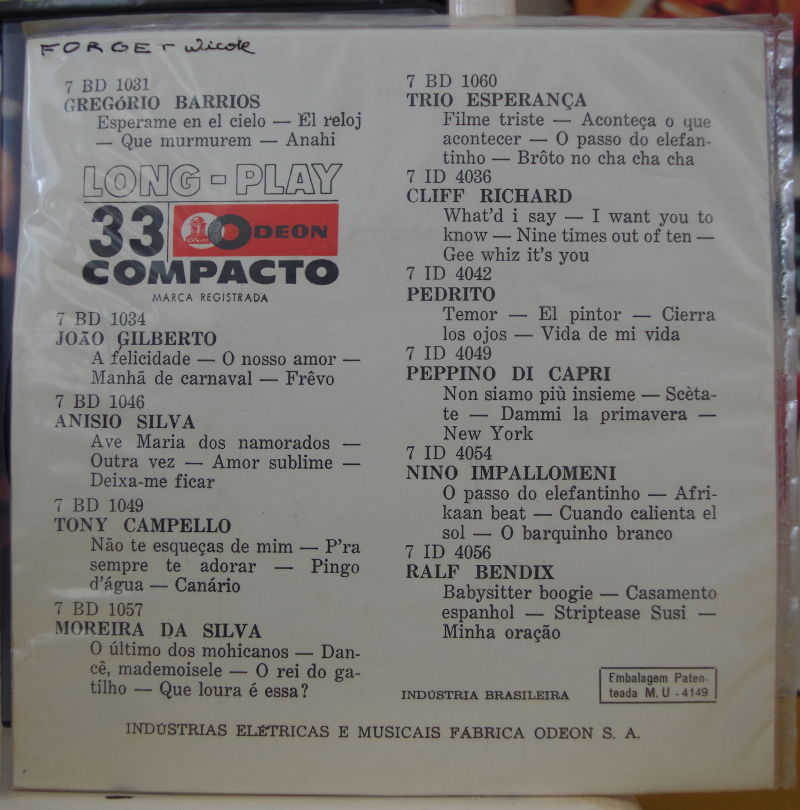 FORGET Nicole
7 BD 1031
GREGÓRIO BARRIOS
Esperame en el cielo — El reloj
— Que murmurem — Anahi
LONG-PLAY
33 ODEON
COMPACTO
MARCA REGISTRADA
7 BD 1034
JOÃO GILBERTO
A felicidade — O nosso amor —
Manhã de carnaval — Frêvo
7 BD 1046
ANISIO SILVA
Ave Maria dos namorados —
Outra vez — Amor sublime —
Deixa-me ficar
7 BD 1049
TONY CAMPELLO
Não te esqueças de mim — P'ra
sempre te adorar — Pingo
d'água — Canário
7 BD 1057
MOREIRA DA SILVA
O último dos mohicanos — Dan-
cê, mademoisele — O rei do ga-
tilho — Que loura é essa?
7 BD 1060
TRIO ESPERANÇA
Filme triste — Aconteça o que
acontecer — O passo do elefan-
tinho — Brôto no cha cha cha
7 ID 4036
CLIFF RICHARD
What'd i say — I want you to
know — Nine times out of ten —
Gee whiz it's you
7 ID 4042
PEDRITO
Temor — El pintor — Cierra
los ojos — Vida de mi vida
7 ID 4049
PEPPINO DI CAPRI
Non siamo più insieme — Scèta-
te — Dammi la primavera —
New York
7 ID 4054
NINO IMPALLOMENI
O passo do elefantinho — Afri-
kaan beat — Cuando calienta el
sol — O barquinho branco
7 ID 4056
RALF BENDIX
Babysitter boogie — Casamento
espanhol — Striptease Susi —
Minha oração
INDÚSTRIA BRASILEIRA
Embalagem Paten-
teada M. U - 4149
INDÚSTRIAS ELÉTRICAS E MUSICAIS FÁBRICA ODEON S. A.